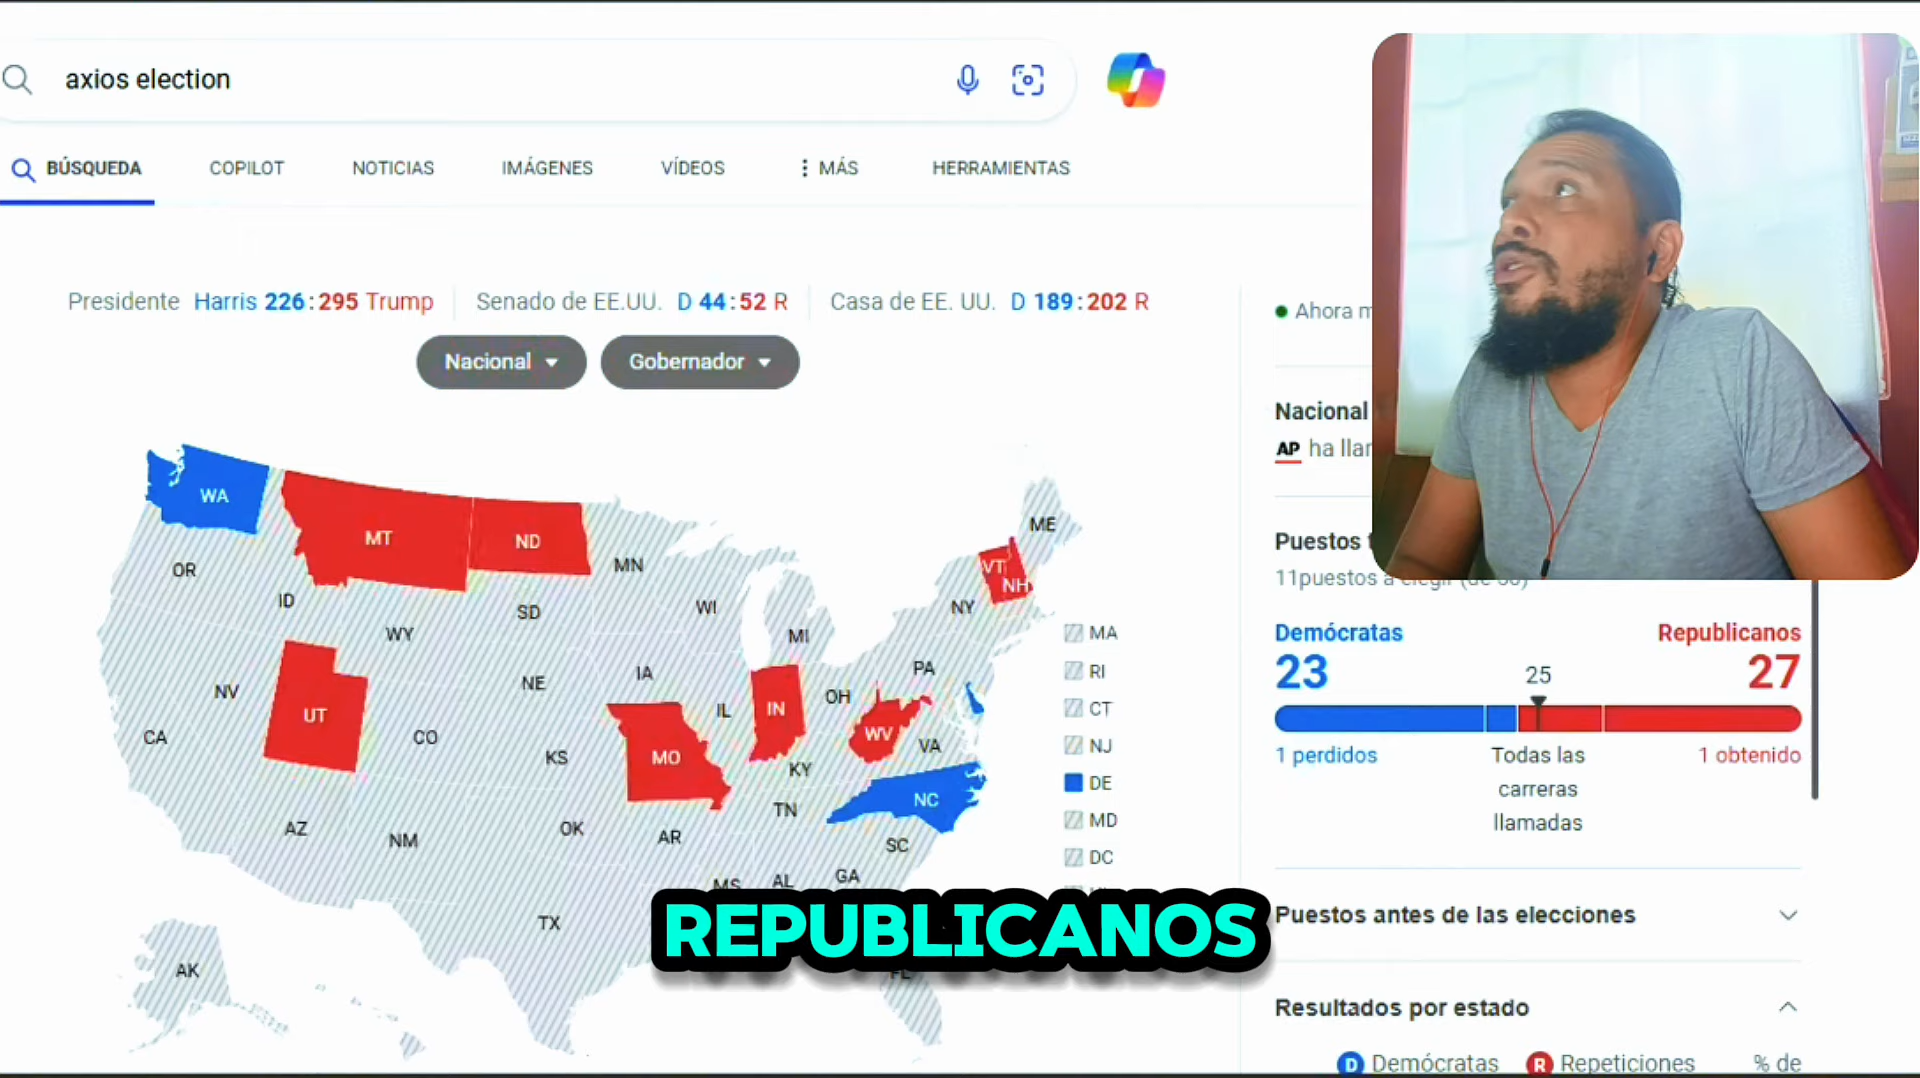 axios election
BÚSQUEDA COPILOT NOTICIAS IMÁGENES VÍDEOS MÁS HERRAMIENTAS
Presidente Harris 226:295 Trump Senado de EE.UU. D 44:52 R Casa de EE. UU. D 189:202 R
Nacional Gobernador
WA
MT
ND
OR
ID
WY
SD
MN
WI
MI
NY
VT
NH
ME
NV
UT
CA
CO
NE
IA
KS
MO
IL
IN
OH
PA
WV
VA
KY
NC
TN
SC
AZ
NM
OK
AR
MS
AL
GA
TX
FL
AK
MA
RI
CT
NJ
DE
MD
DC
REPUBLICANOS
Ahora
Nacional
AP ha
Puestos
11puestos a elegir
Demócratas Republicanos
23 25 27
1 perdidos Todas las 1 obtenido
carreras
llamadas
Puestos antes de las elecciones
Resultados por estado
D Demócratas R Repeticiones % de